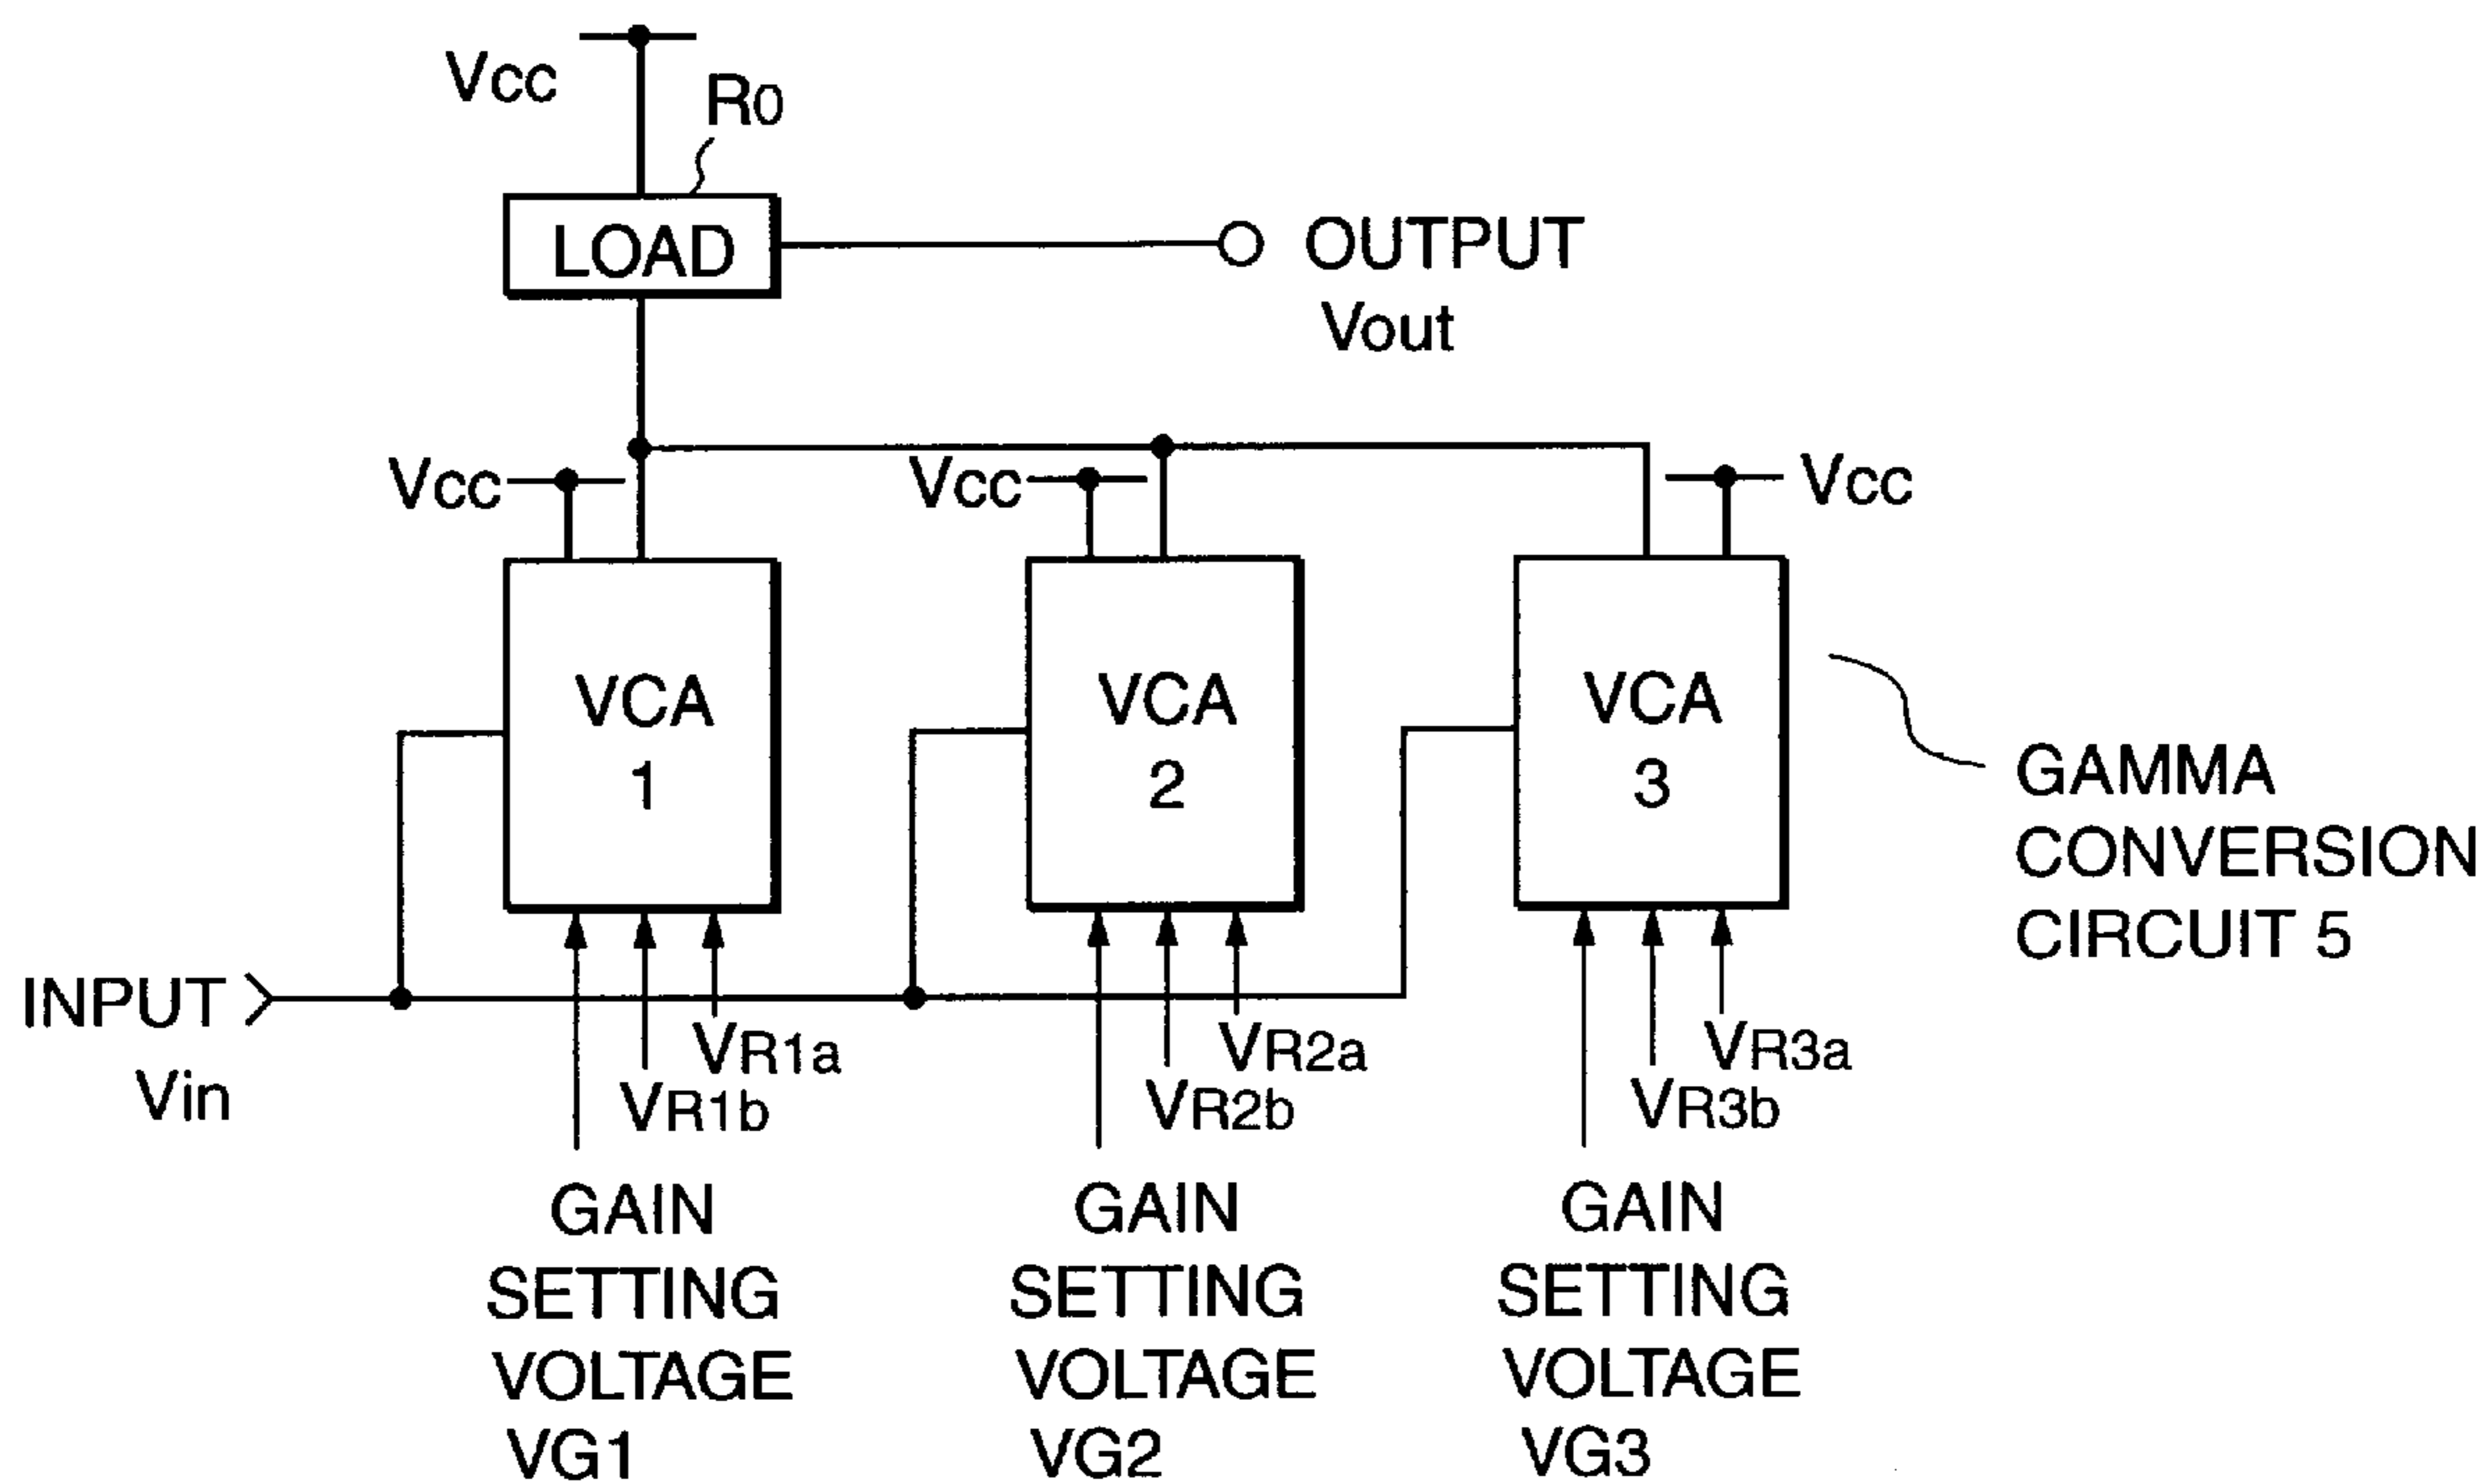 Vcc
R0
LOAD
OUTPUT
Vout
Vcc
Vcc
Vcc
VCA
1
VCA
2
VCA
3
GAMMA
CONVERSION
CIRCUIT 5
INPUT
Vin
VR1a
VR1b
VR2a
VR2b
VR3a
VR3b
GAIN
SETTING
VOLTAGE
VG1
GAIN
SETTING
VOLTAGE
VG2
GAIN
SETTING
VOLTAGE
VG3